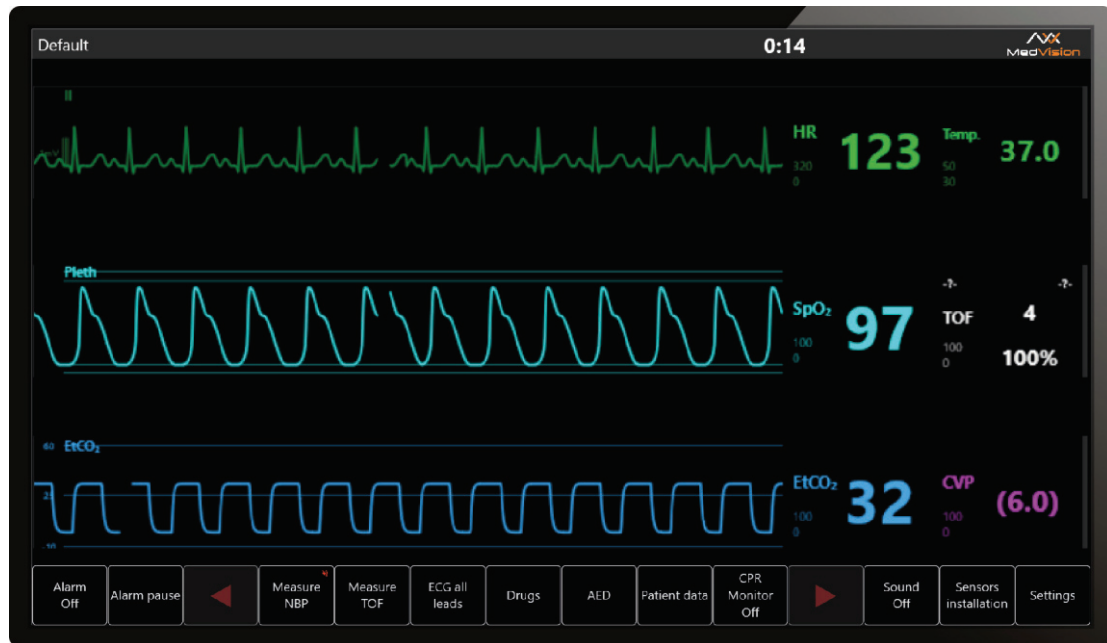 Default
0:14
MedVision
II
1mV
HR
320
0
123
Temp.
50
30
37.0
Pleth
SpO₂
100
0
97
-?-
-?-
TOF
100
0
4
100%
60
EtCO₂
25
-10
EtCO₂
100
0
32
CVP
100
0
(6.0)
Alarm
Off
Alarm pause
Measure
NBP
Measure
TOF
ECG all
leads
Drugs
AED
Patient data
CPR
Monitor
Off
Sound
Off
Sensors
installation
Settings